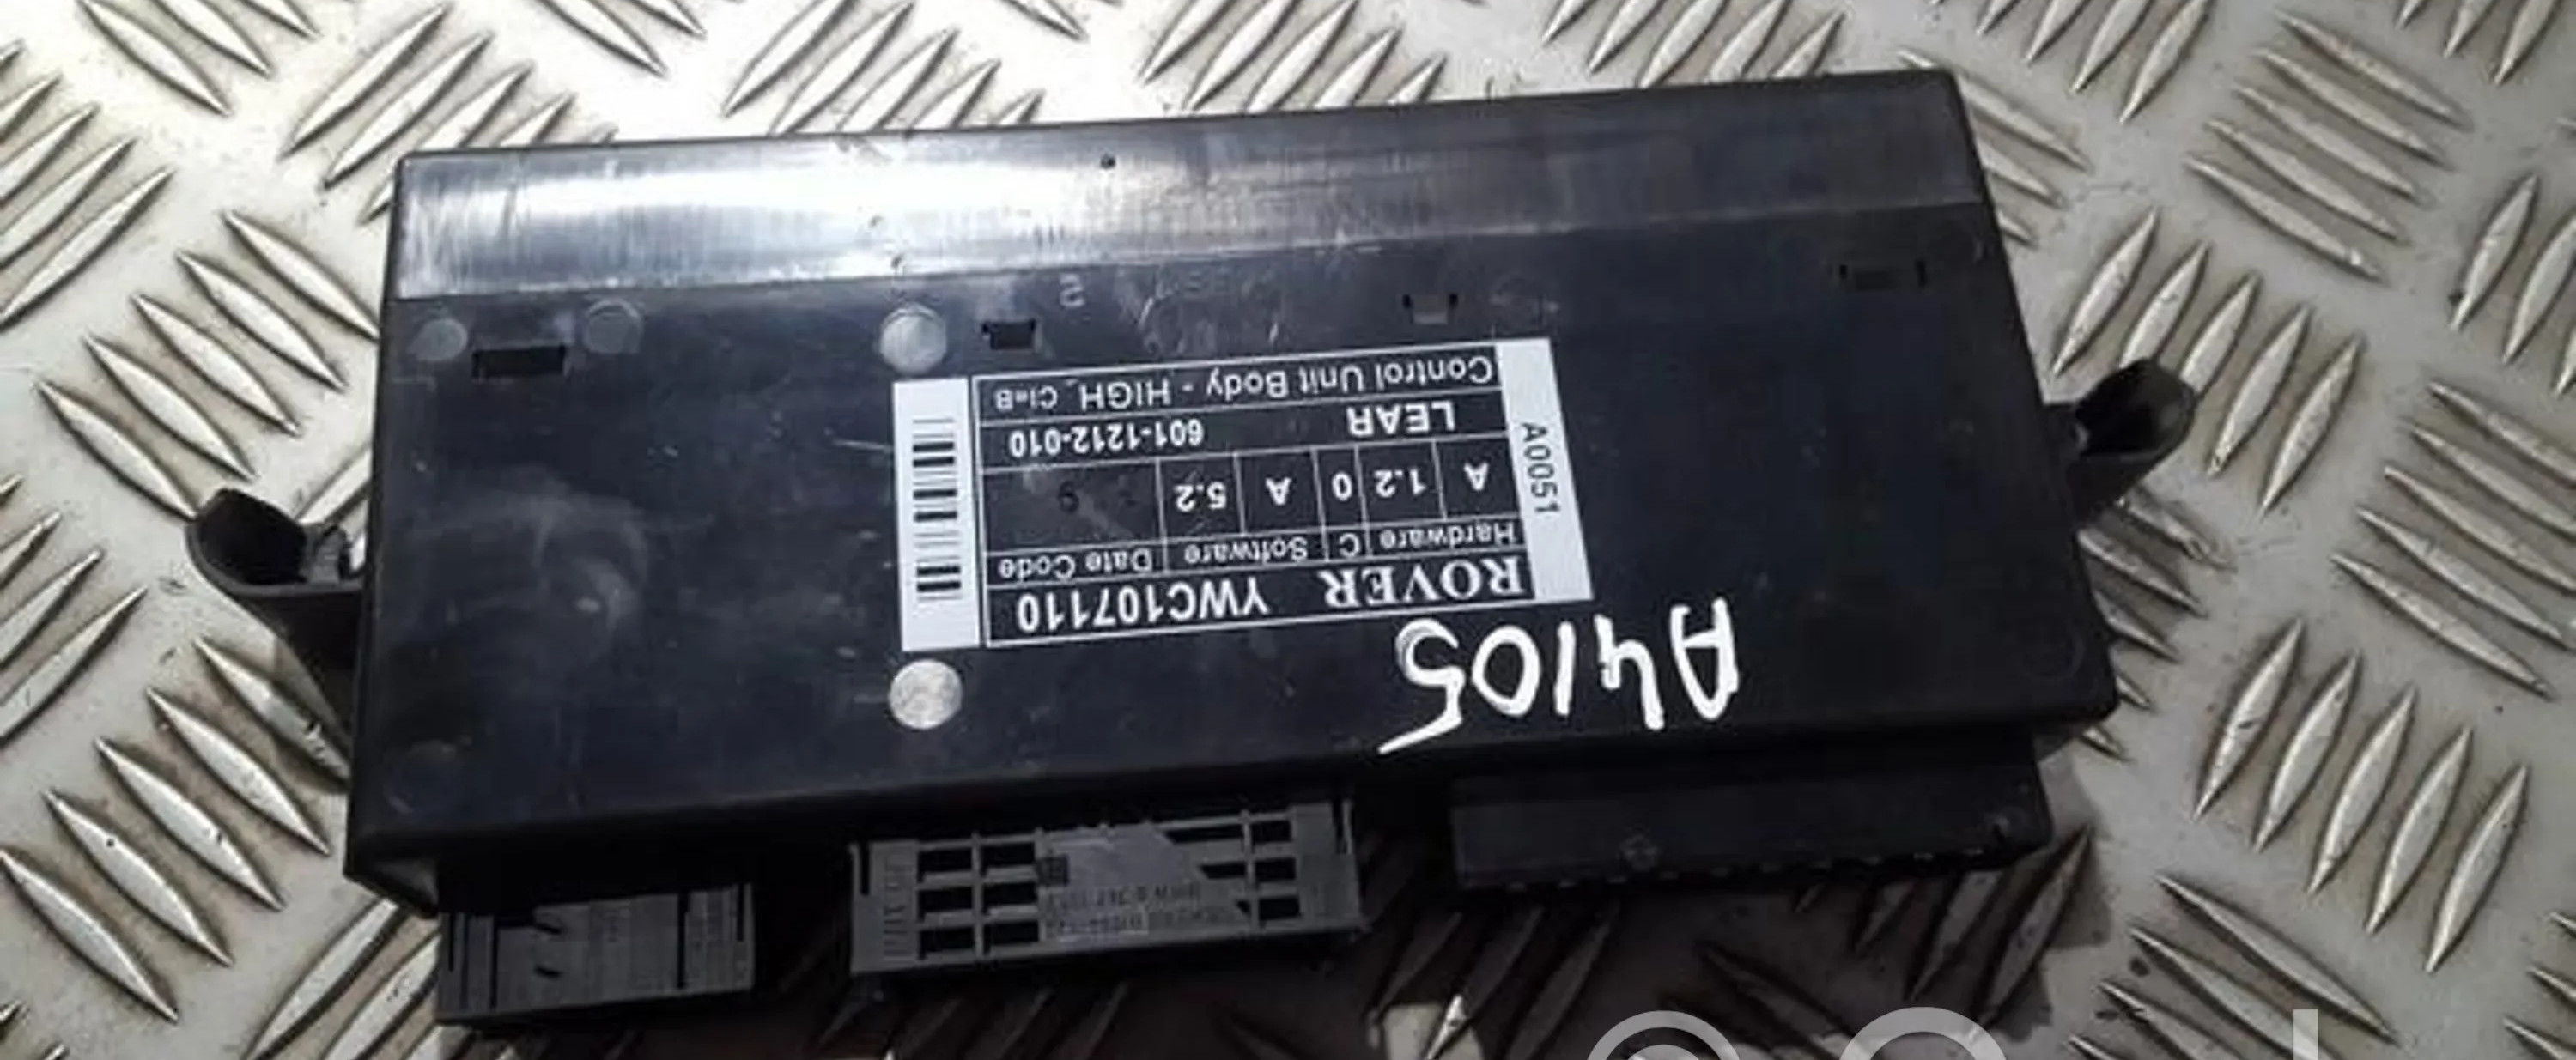 A4105
ROVER YWC107110
Hardware C Software Date Code
A 1.2 0 A 5.2
LEAR 601-1212-010
Control Unit Body - HIGH, Cl=B
A0051